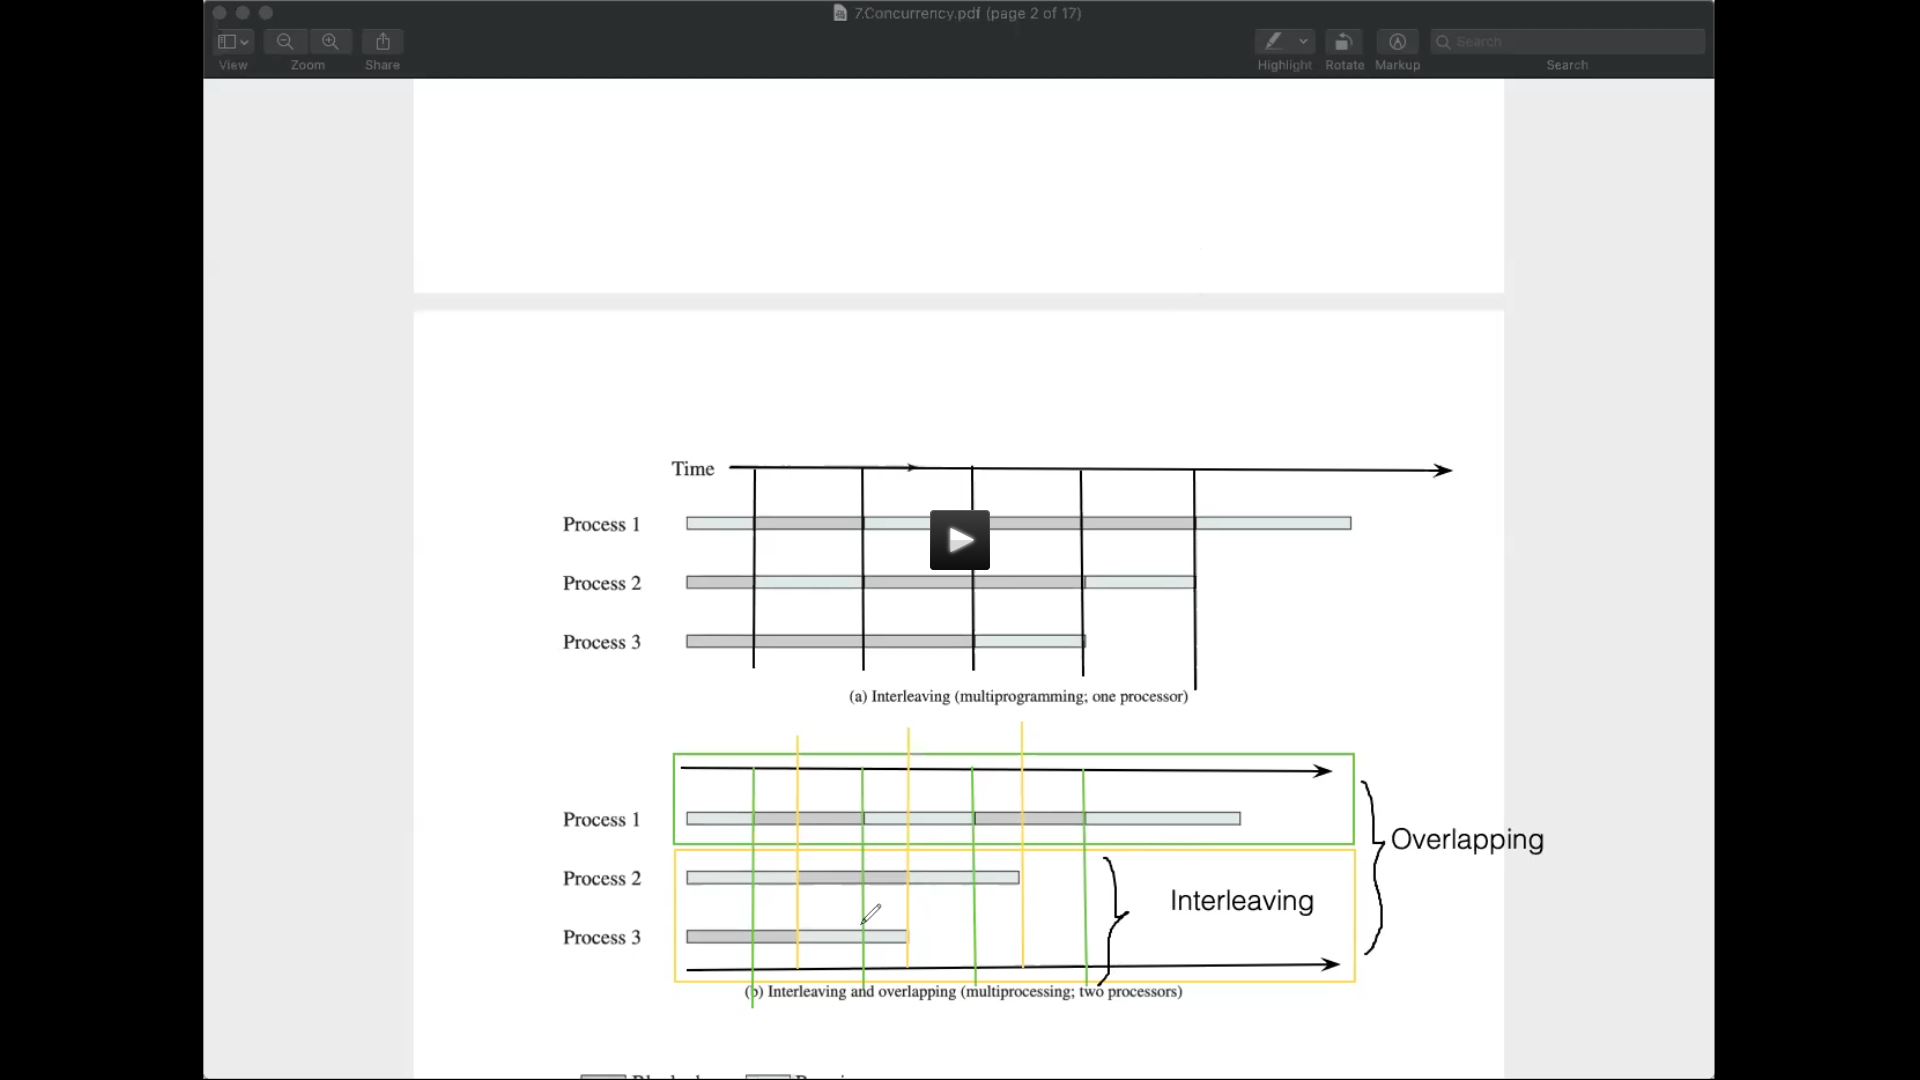 7.Concurrency.pdf (page 2 of 17)
View
Zoom
Share
Highlight
Rotate
Markup
Search
Search
Time
Process 1
Process 2
Process 3
(a) Interleaving (multiprogramming; one processor)
Process 1
Overlapping
Process 2
Interleaving
Process 3
(b) Interleaving and overlapping (multiprocessing; two processors)